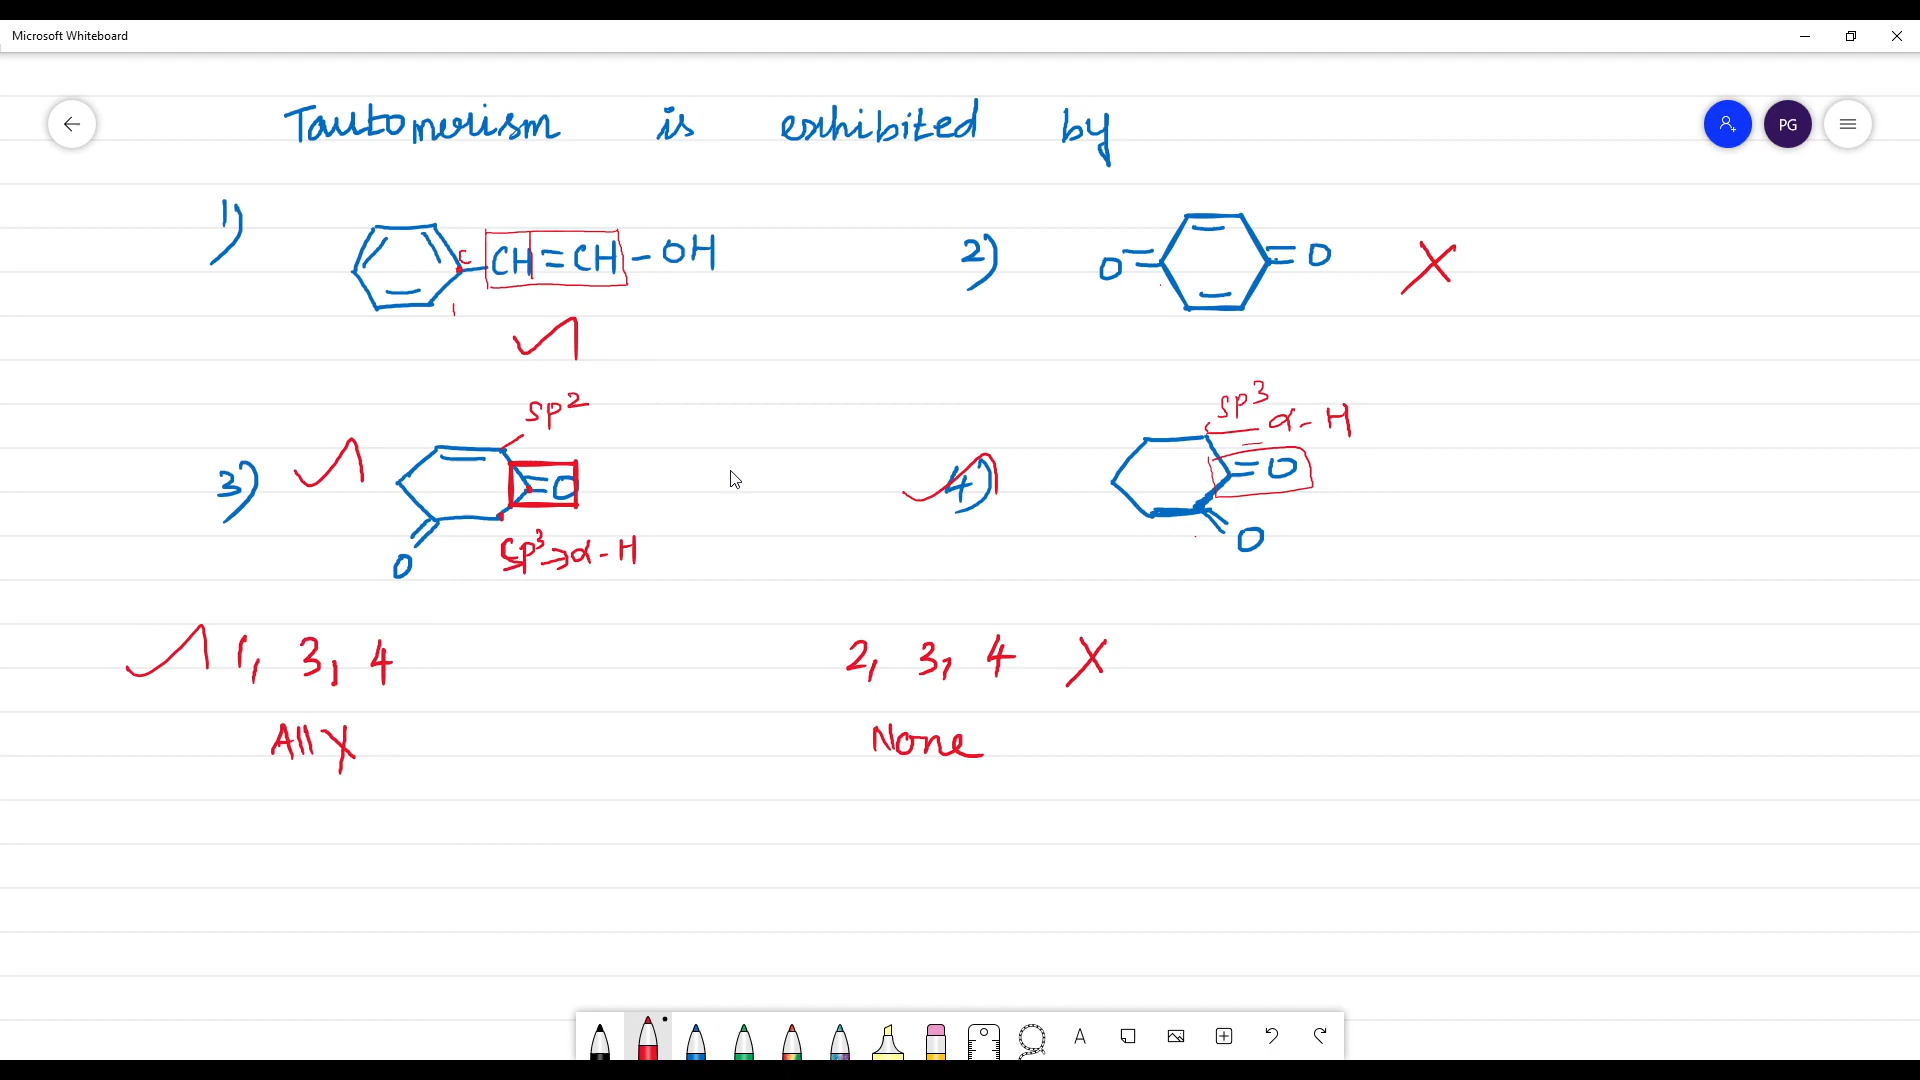 Microsoft Whiteboard
PG
Tautomerism is exhibited by
1)
C CH=CH-OH
2)
O= =O X
3)
sp²
=O
sp³→α-H
O
4)
sp³ α-H
=O
O
1, 3, 4
2, 3, 4 X
All X
None
A